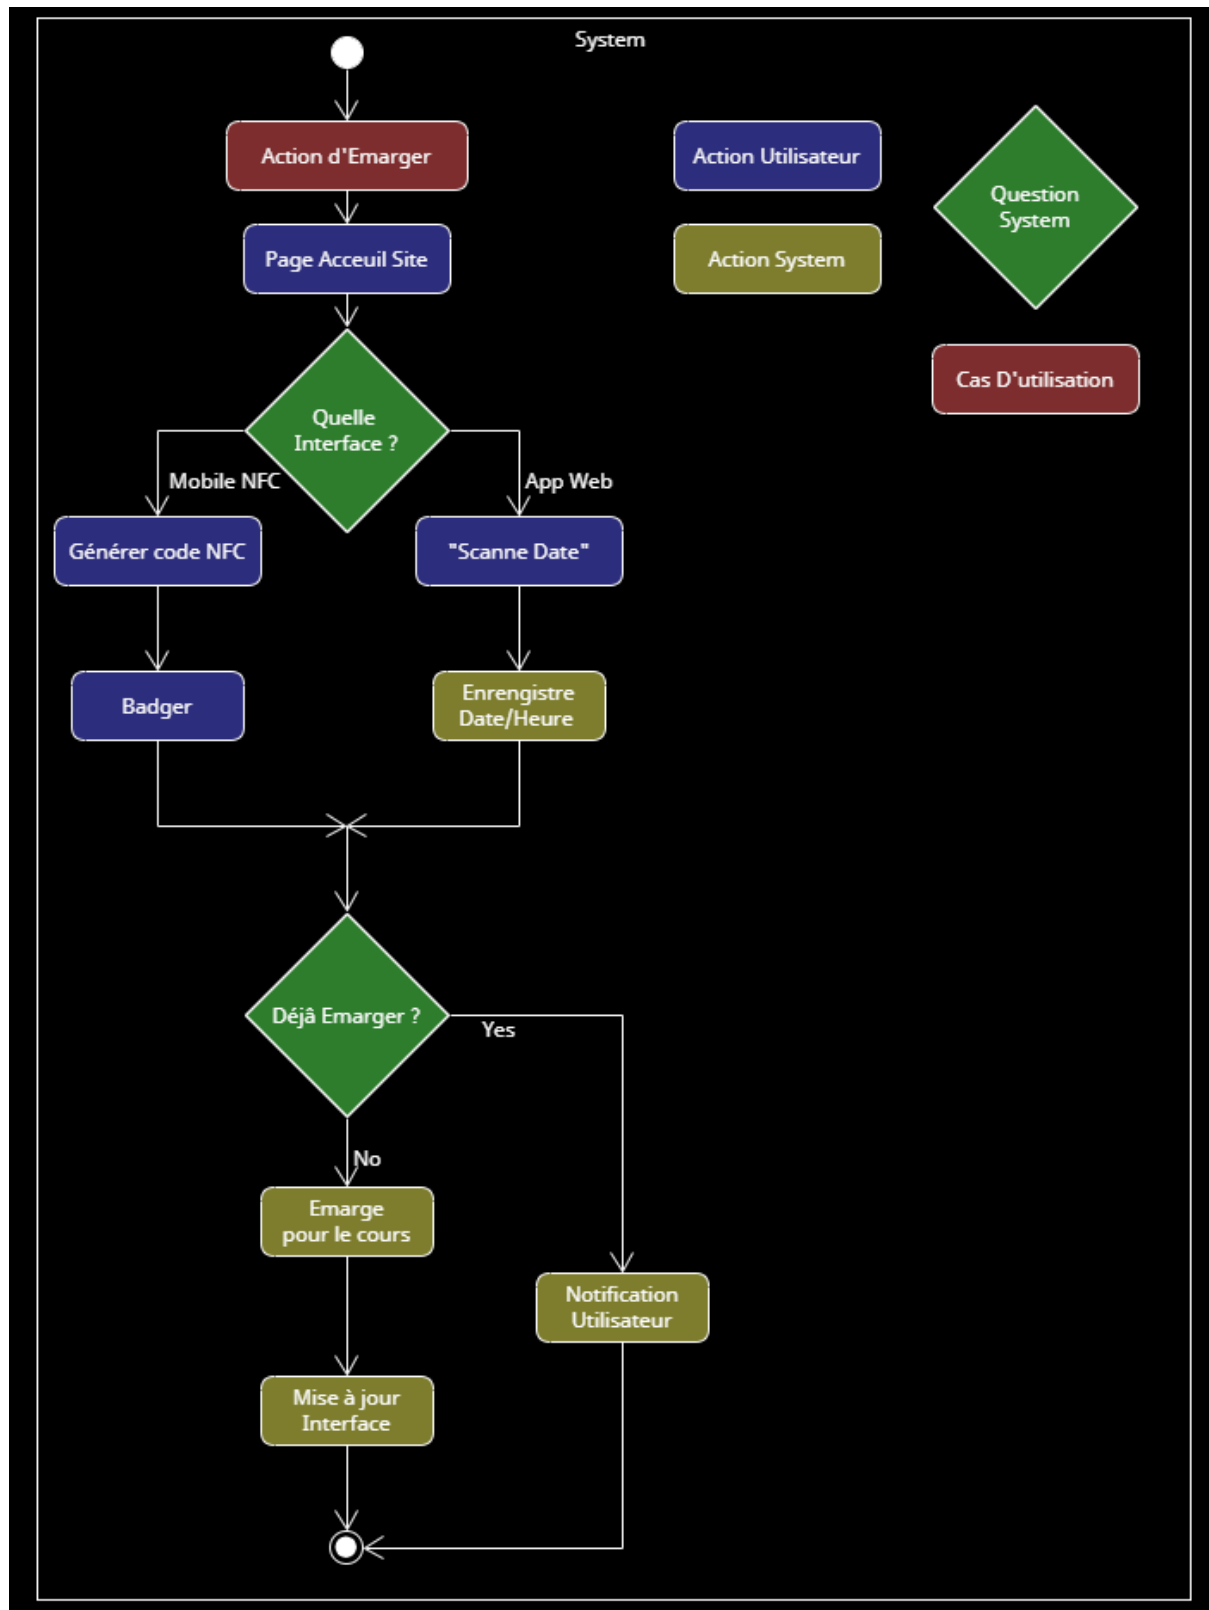 System
Action d'Emarger
Action Utilisateur
Question
System
Page Acceuil Site
Action System
Cas D'utilisation
Quelle
Interface ?
Mobile NFC
App Web
Générer code NFC
"Scanne Date"
Badger
Enrengistre
Date/Heure
Déjâ Emarger ?
Yes
No
Emarge
pour le cours
Notification
Utilisateur
Mise à jour
Interface